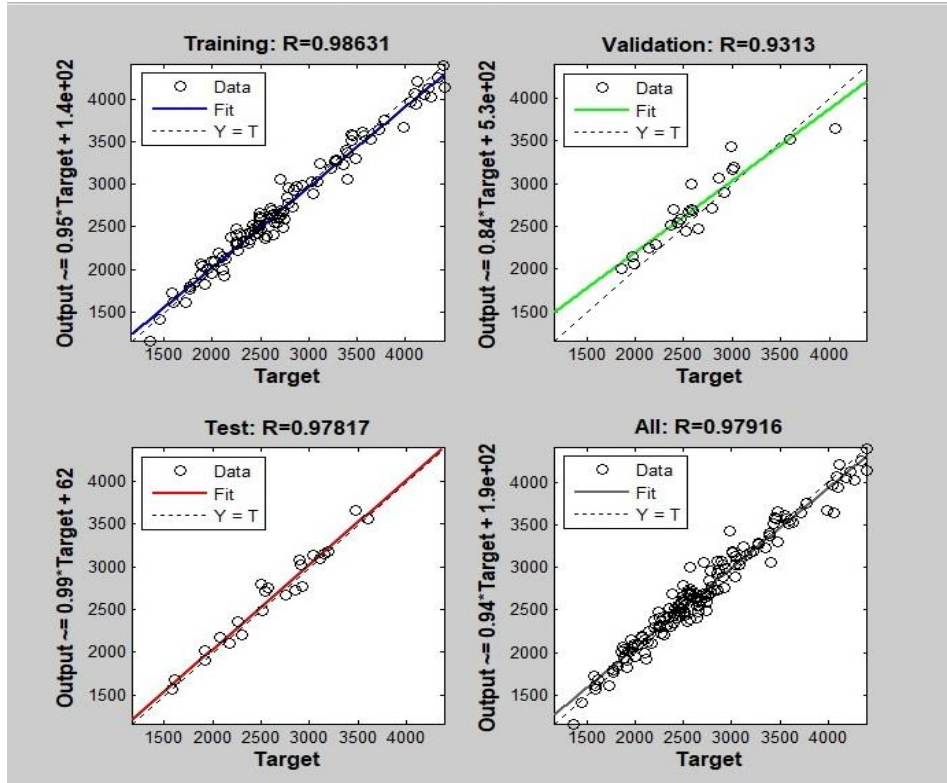 Training: R=0.98631
Output ~= 0.95*Target + 1.4e+02
4000
3500
3000
2500
2000
1500
Data
Fit
Y = T
1500 2000 2500 3000 3500 4000
Target
Validation: R=0.9313
Output ~= 0.84*Target + 5.3e+02
4000
3500
3000
2500
2000
1500
Data
Fit
Y = T
1500 2000 2500 3000 3500 4000
Target
Test: R=0.97817
Output ~= 0.99*Target + 62
4000
3500
3000
2500
2000
1500
Data
Fit
Y = T
1500 2000 2500 3000 3500 4000
Target
All: R=0.97916
Output ~= 0.94*Target + 1.9e+02
4000
3500
3000
2500
2000
1500
Data
Fit
Y = T
1500 2000 2500 3000 3500 4000
Target